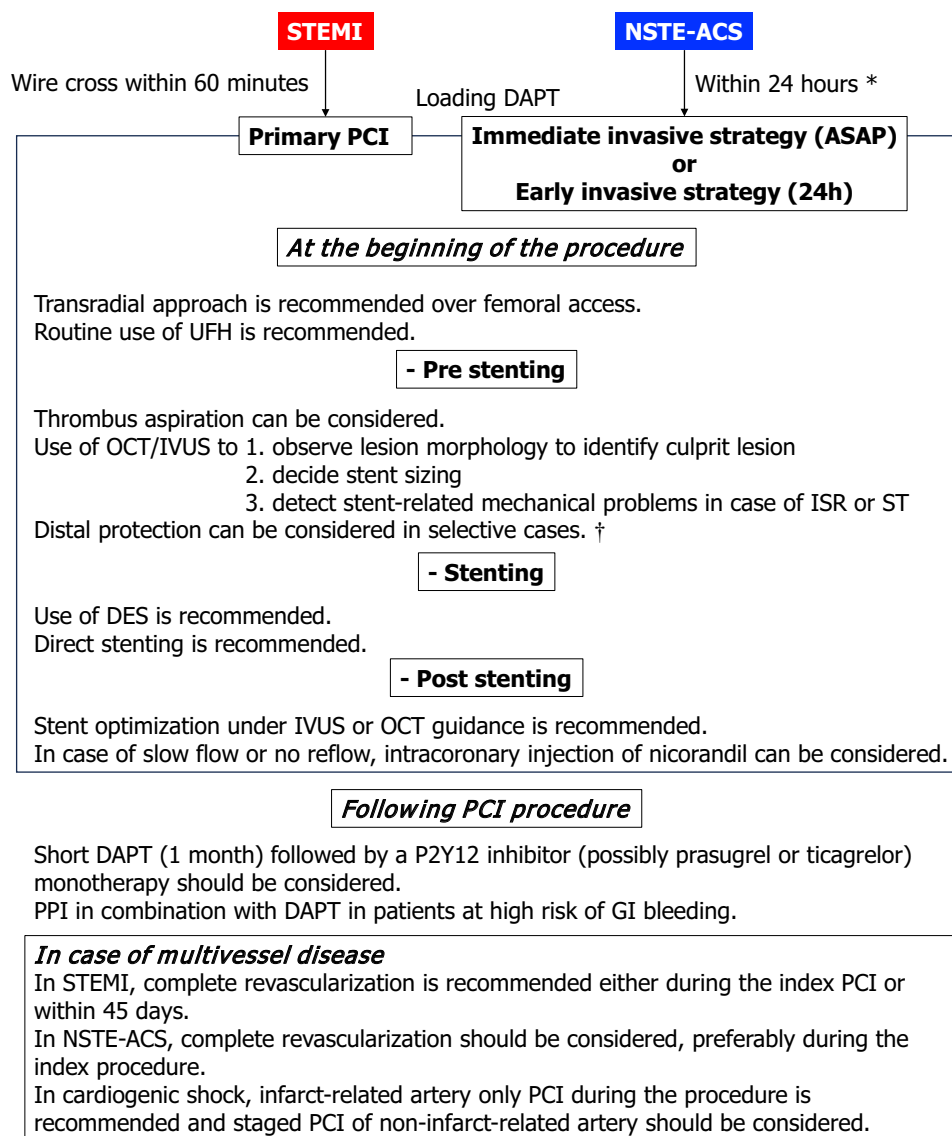 STEMI
NSTE-ACS
Wire cross within 60 minutes
Loading DAPT
Within 24 hours *
Primary PCI
Immediate invasive strategy (ASAP)
or
Early invasive strategy (24h)
At the beginning of the procedure
Transradial approach is recommended over femoral access.
Routine use of UFH is recommended.
- Pre stenting
Thrombus aspiration can be considered.
Use of OCT/IVUS to 1. observe lesion morphology to identify culprit lesion
2. decide stent sizing
3. detect stent-related mechanical problems in case of ISR or ST
Distal protection can be considered in selective cases. †
- Stenting
Use of DES is recommended.
Direct stenting is recommended.
- Post stenting
Stent optimization under IVUS or OCT guidance is recommended.
In case of slow flow or no reflow, intracoronary injection of nicorandil can be considered.
Following PCI procedure
Short DAPT (1 month) followed by a P2Y12 inhibitor (possibly prasugrel or ticagrelor)
monotherapy should be considered.
PPI in combination with DAPT in patients at high risk of GI bleeding.
In case of multivessel disease
In STEMI, complete revascularization is recommended either during the index PCI or
within 45 days.
In NSTE-ACS, complete revascularization should be considered, preferably during the
index procedure.
In cardiogenic shock, infarct-related artery only PCI during the procedure is
recommended and staged PCI of non-infarct-related artery should be considered.